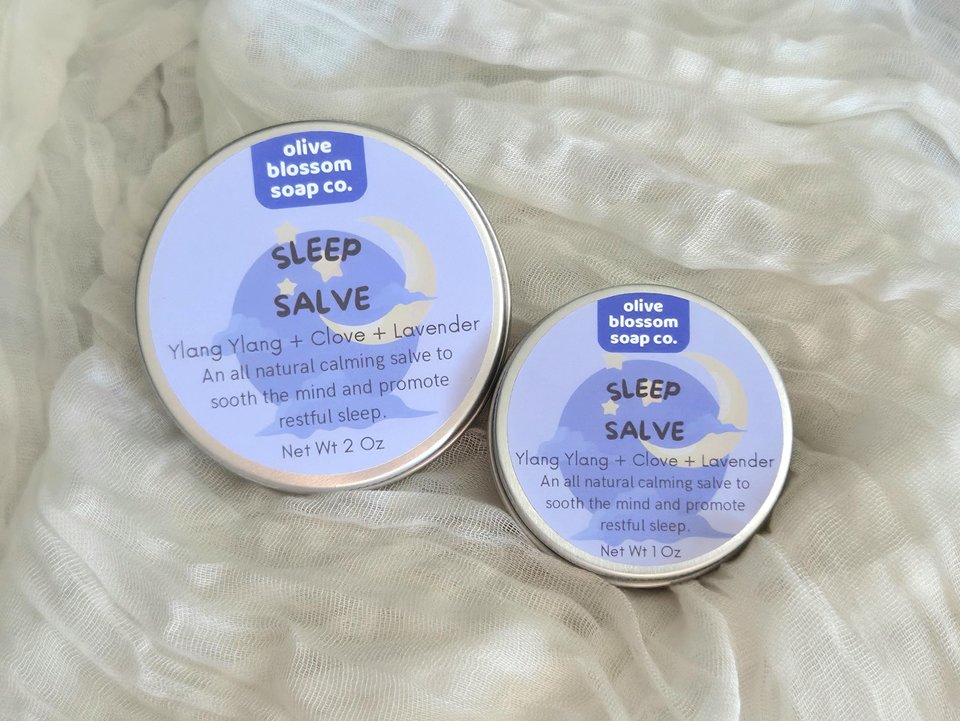 olive
blossom
soap co.
SLEEP
SALVE
Ylang Ylang + Clove + Lavender
An all natural calming salve to
sooth the mind and promote
restful sleep.
Net Wt 2 Oz
olive
blossom
soap co.
SLEEP
SALVE
Ylang Ylang + Clove + Lavender
An all natural calming salve to
sooth the mind and promote
restful sleep.
Net Wt 1 Oz